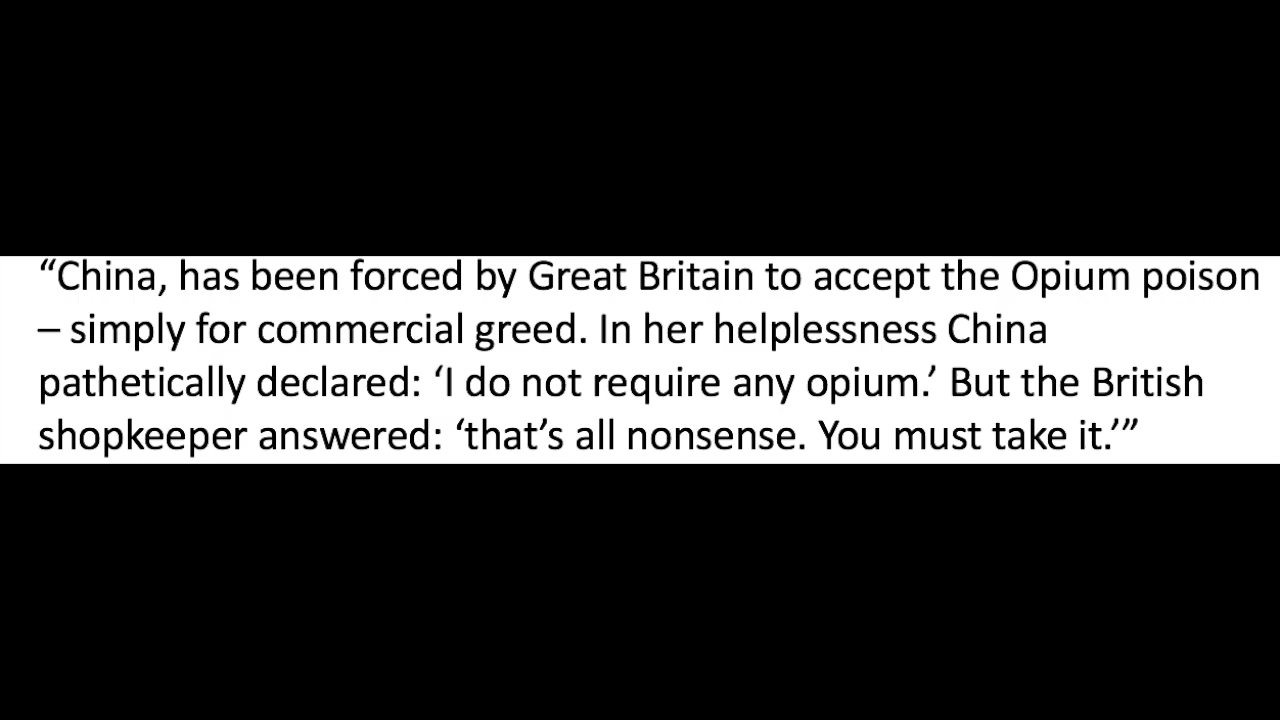 “China, has been forced by Great Britain to accept the Opium poison
– simply for commercial greed. In her helplessness China
pathetically declared: ‘I do not require any opium.’ But the British
shopkeeper answered: ‘that’s all nonsense. You must take it.’”